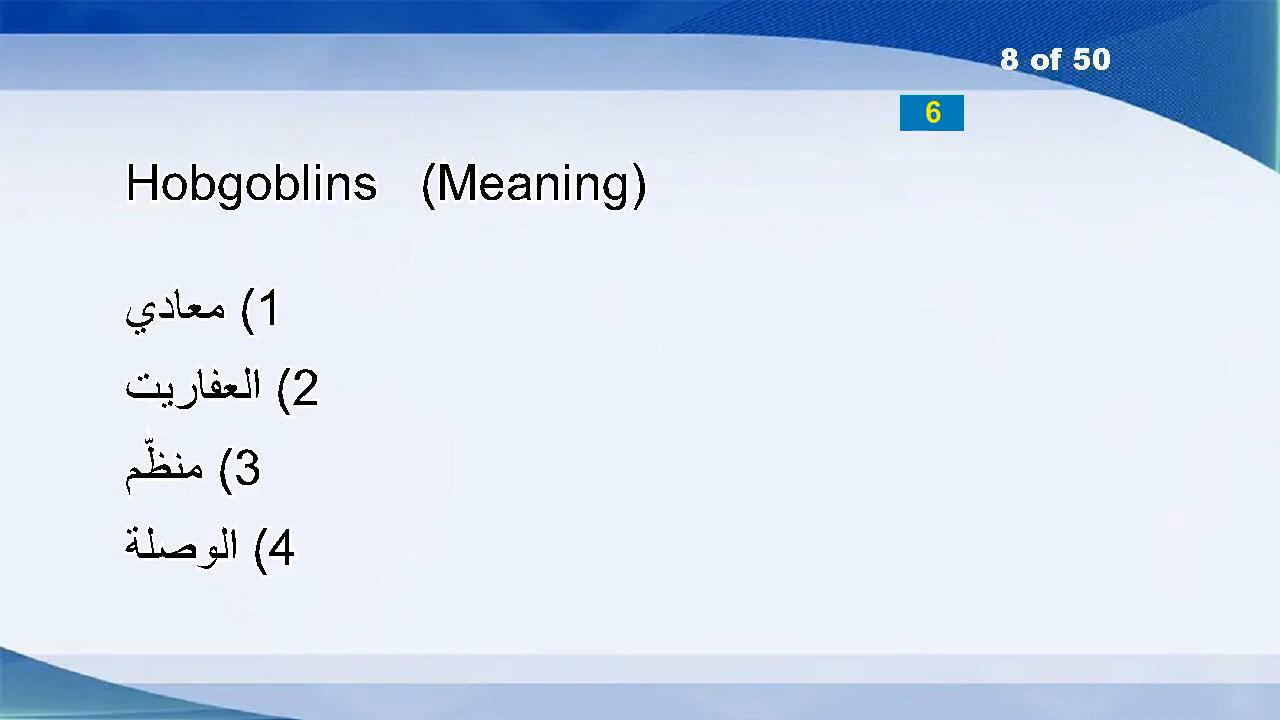 8 of 50
6
Hobgoblins (Meaning)
1) معادي
2) العفاريت
3) منظّم
4) الوصلة